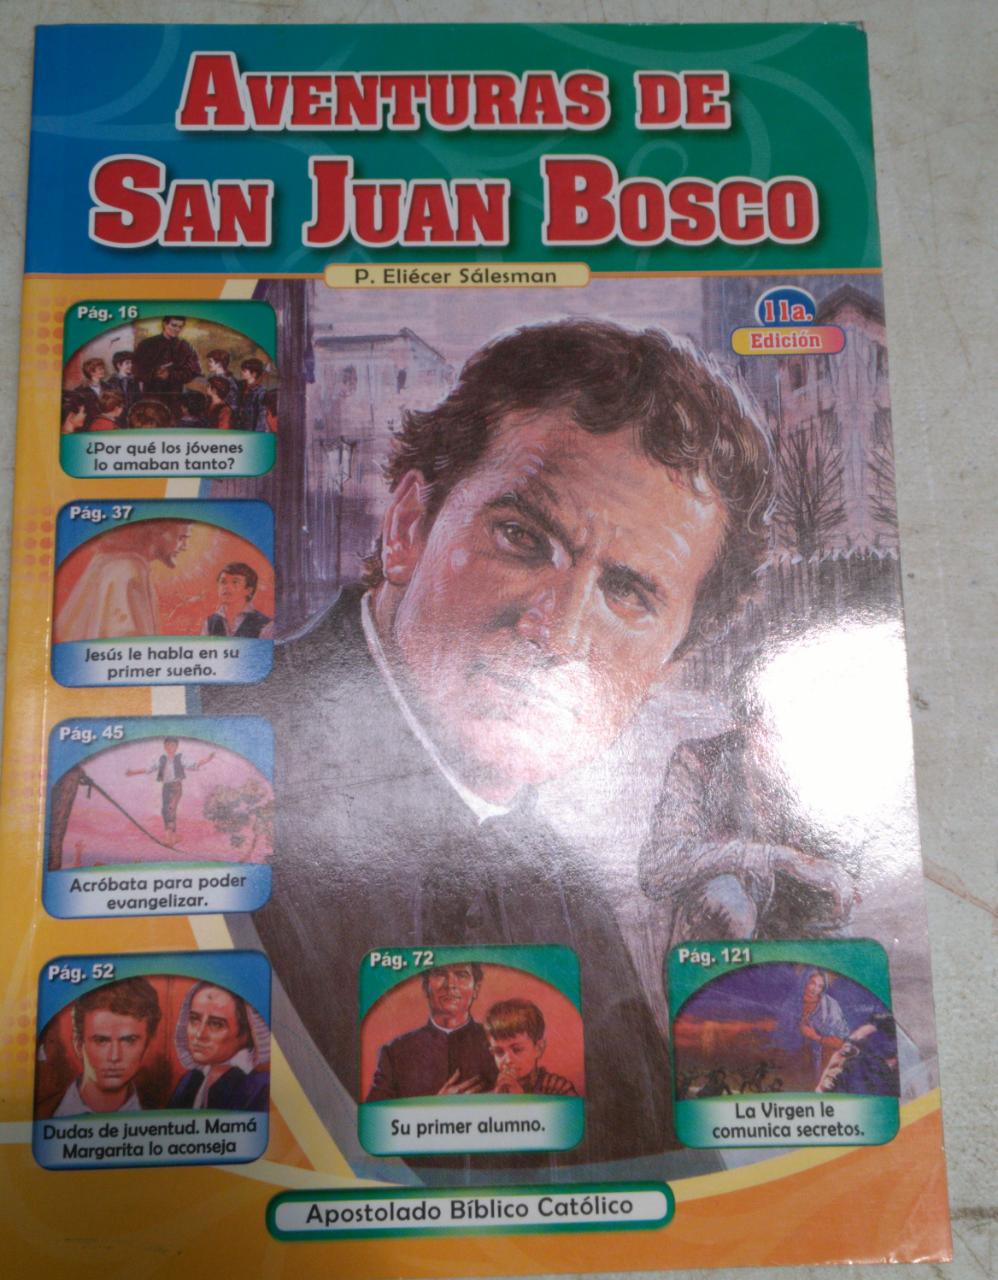 AVENTURAS DE
SAN JUAN BOSCO
P. Eliécer Sálesman
11a.
Edición
Pág. 16
¿Por qué los jóvenes
lo amaban tanto?
Pág. 37
Jesús le habla en su
primer sueño.
Pág. 45
Acróbata para poder
evangelizar.
Pág. 52
Dudas de juventud. Mamá
Margarita lo aconseja
Pág. 72
Su primer alumno.
Pág. 121
La Virgen le
comunica secretos.
Apostolado Bíblico Católico